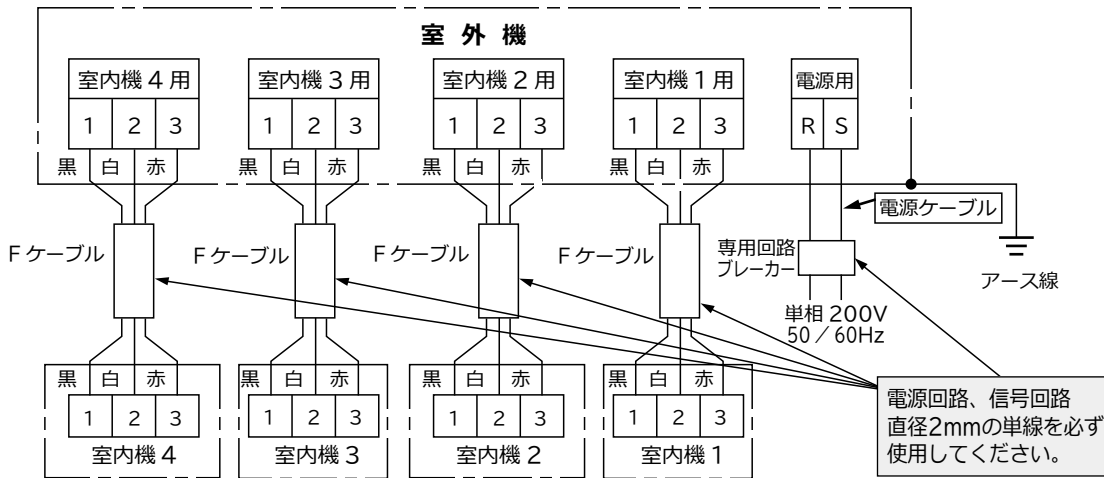 室外機
室内機4用 室内機3用 室内機2用 室内機1用 電源用
1 2 3 1 2 3 1 2 3 1 2 3 R S
黒 白 赤 黒 白 赤 黒 白 赤 黒 白 赤
電源ケーブル
Fケーブル Fケーブル Fケーブル Fケーブル
専用回路
ブレーカー
アース線
単相 200V
50/60Hz
黒 白 赤 黒 白 赤 黒 白 赤 黒 白 赤
1 2 3 1 2 3 1 2 3 1 2 3
室内機4 室内機3 室内機2 室内機1
電源回路、信号回路
直径2mmの単線を必ず
使用してください。